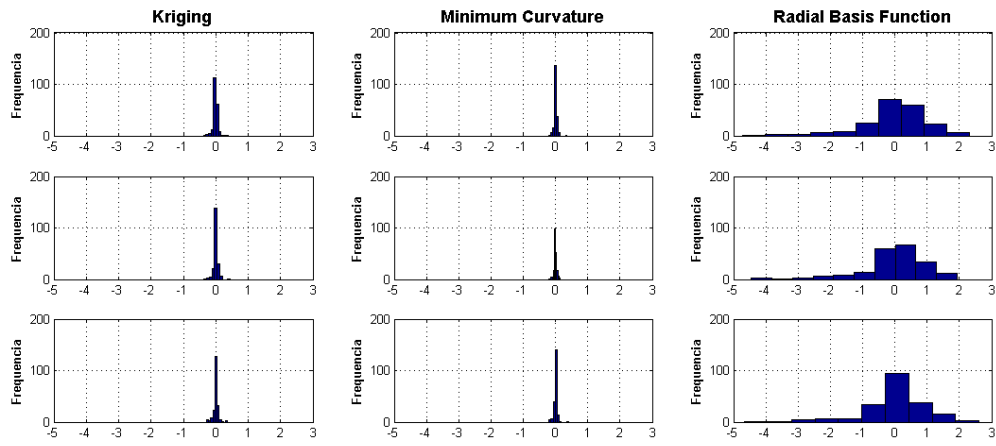 Kriging Minimum Curvature Radial Basis Function
Frequencia Frequencia Frequencia
200 200 200
100 100 100
0 0 0
-5 -4 -3 -2 -1 0 1 2 3 -5 -4 -3 -2 -1 0 1 2 3 -5 -4 -3 -2 -1 0 1 2 3
Frequencia Frequencia Frequencia
200 200 200
100 100 100
0 0 0
-5 -4 -3 -2 -1 0 1 2 3 -5 -4 -3 -2 -1 0 1 2 3 -5 -4 -3 -2 -1 0 1 2 3
Frequencia Frequencia Frequencia
200 200 200
100 100 100
0 0 0
-5 -4 -3 -2 -1 0 1 2 3 -5 -4 -3 -2 -1 0 1 2 3 -5 -4 -3 -2 -1 0 1 2 3